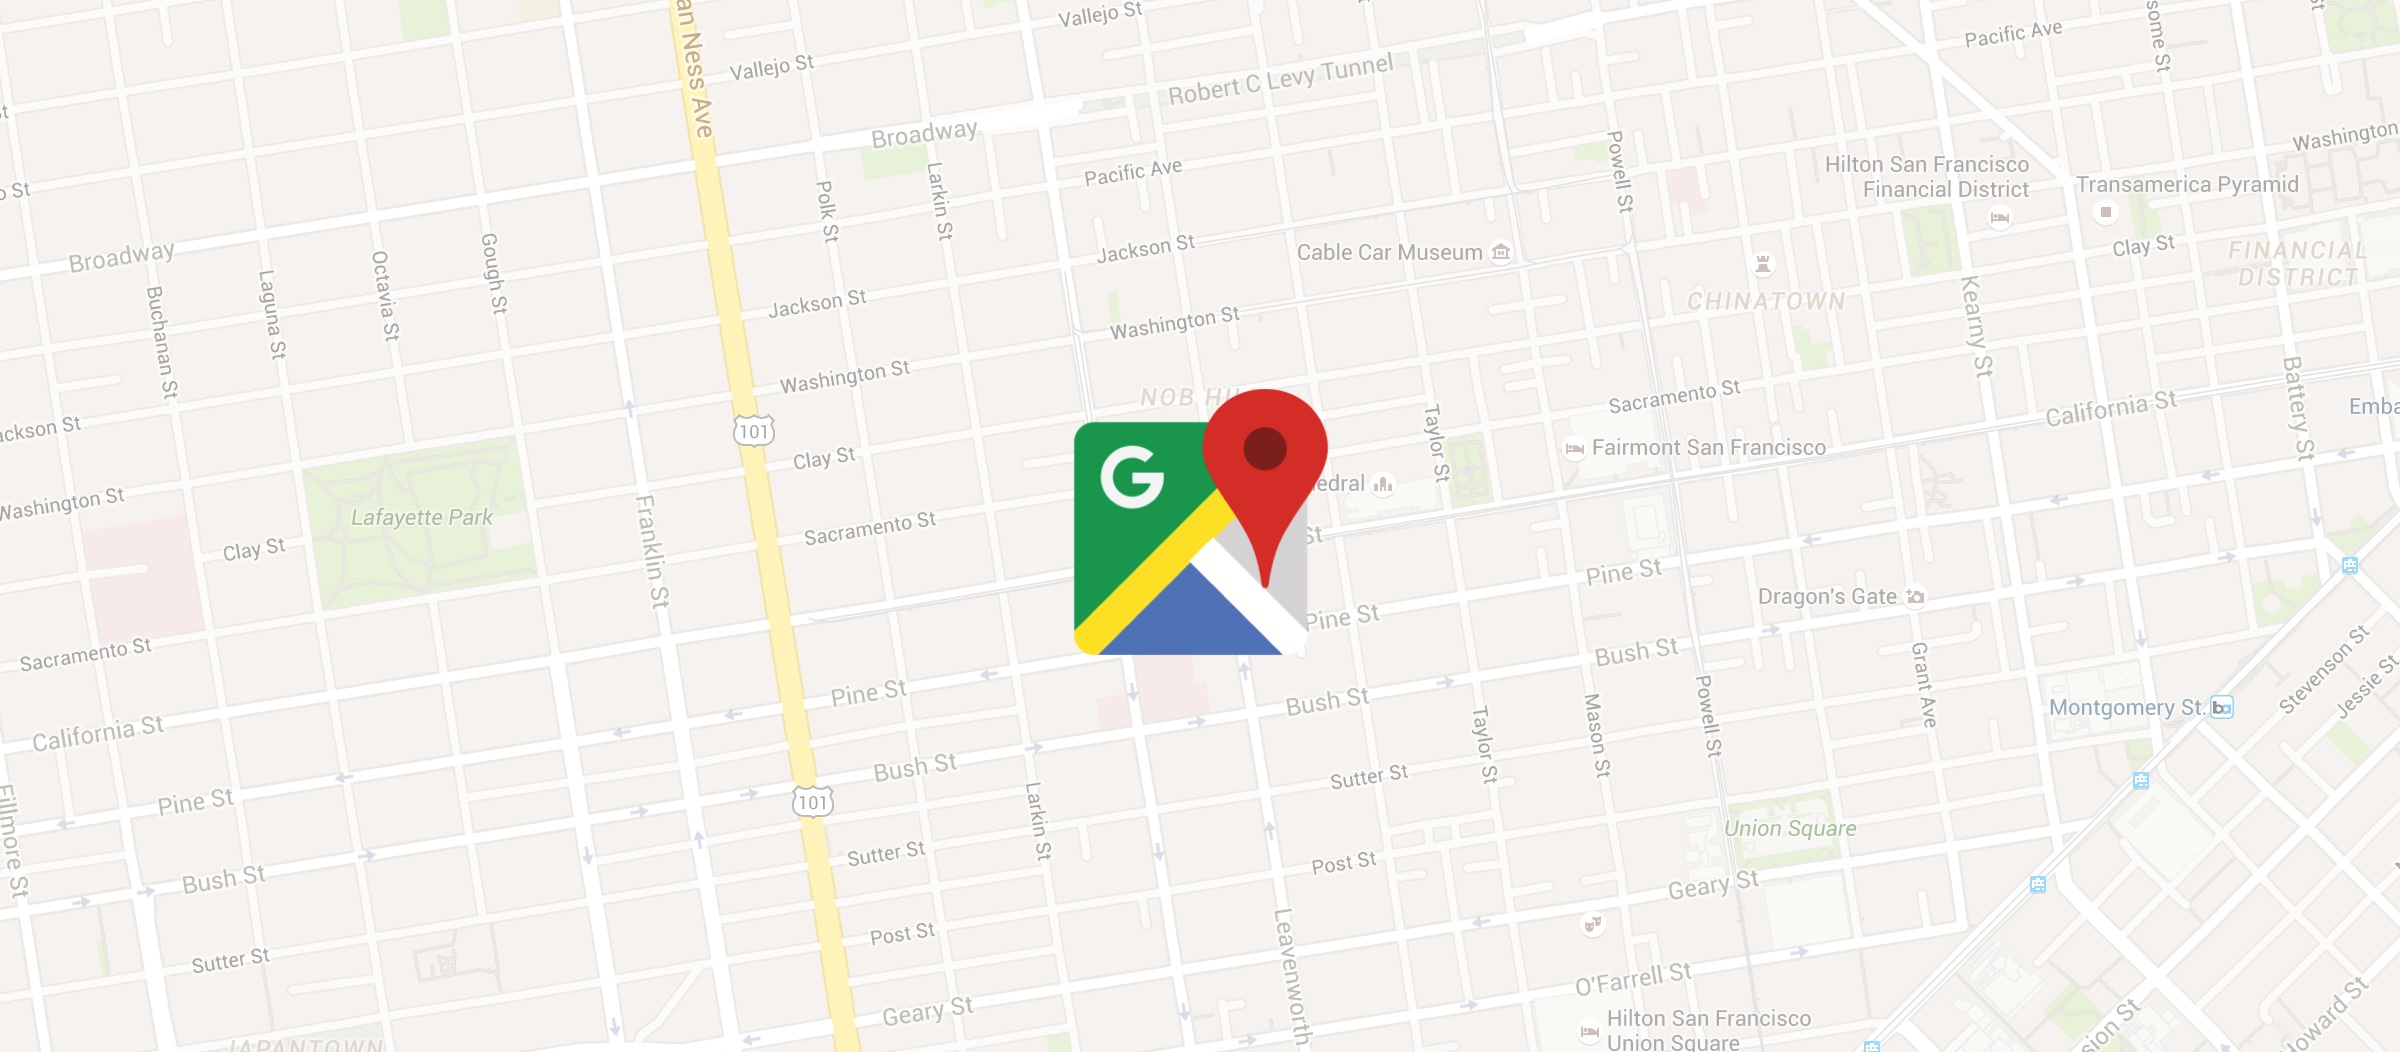 an Ness Ave
Vallejo St
Vallejo St
Robert C Levy Tunnel
Pacific Ave
Broadway
Pacific Ave
Washington
Powell St
Hilton San Francisco
Financial District
Transamerica Pyramid
Polk St
Larkin St
Jackson St
Cable Car Museum
Clay St
FINANCIAL
DISTRICT
Broadway
Gough St
Octavia St
Laguna St
Buchanan St
Jackson St
Washington St
CHINATOWN
Kearny St
Washington St
NOB HI
Sacramento St
California St
Battery St
Emba
101
ackson St
Clay St
Taylor St
Fairmont San Francisco
G
edral
Washington St
Lafayette Park
Franklin St
Sacramento St
St
Clay St
Pine St
Dragon's Gate
Pine St
Sacramento St
Bush St
Grant Ave
Stevenson St
Jessie St
Pine St
Bush St
Taylor St
Mason St
Powell St
Montgomery St.
California St
Bush St
Sutter St
Pine St
101
Larkin St
Fillmore St
Union Square
Sutter St
Post St
Bush St
Geary St
Post St
Leavenworth
Sutter St
O'Farrell St
Geary St
Hilton San Francisco
Union Square
sion St
Howard St
JAPANTOWN